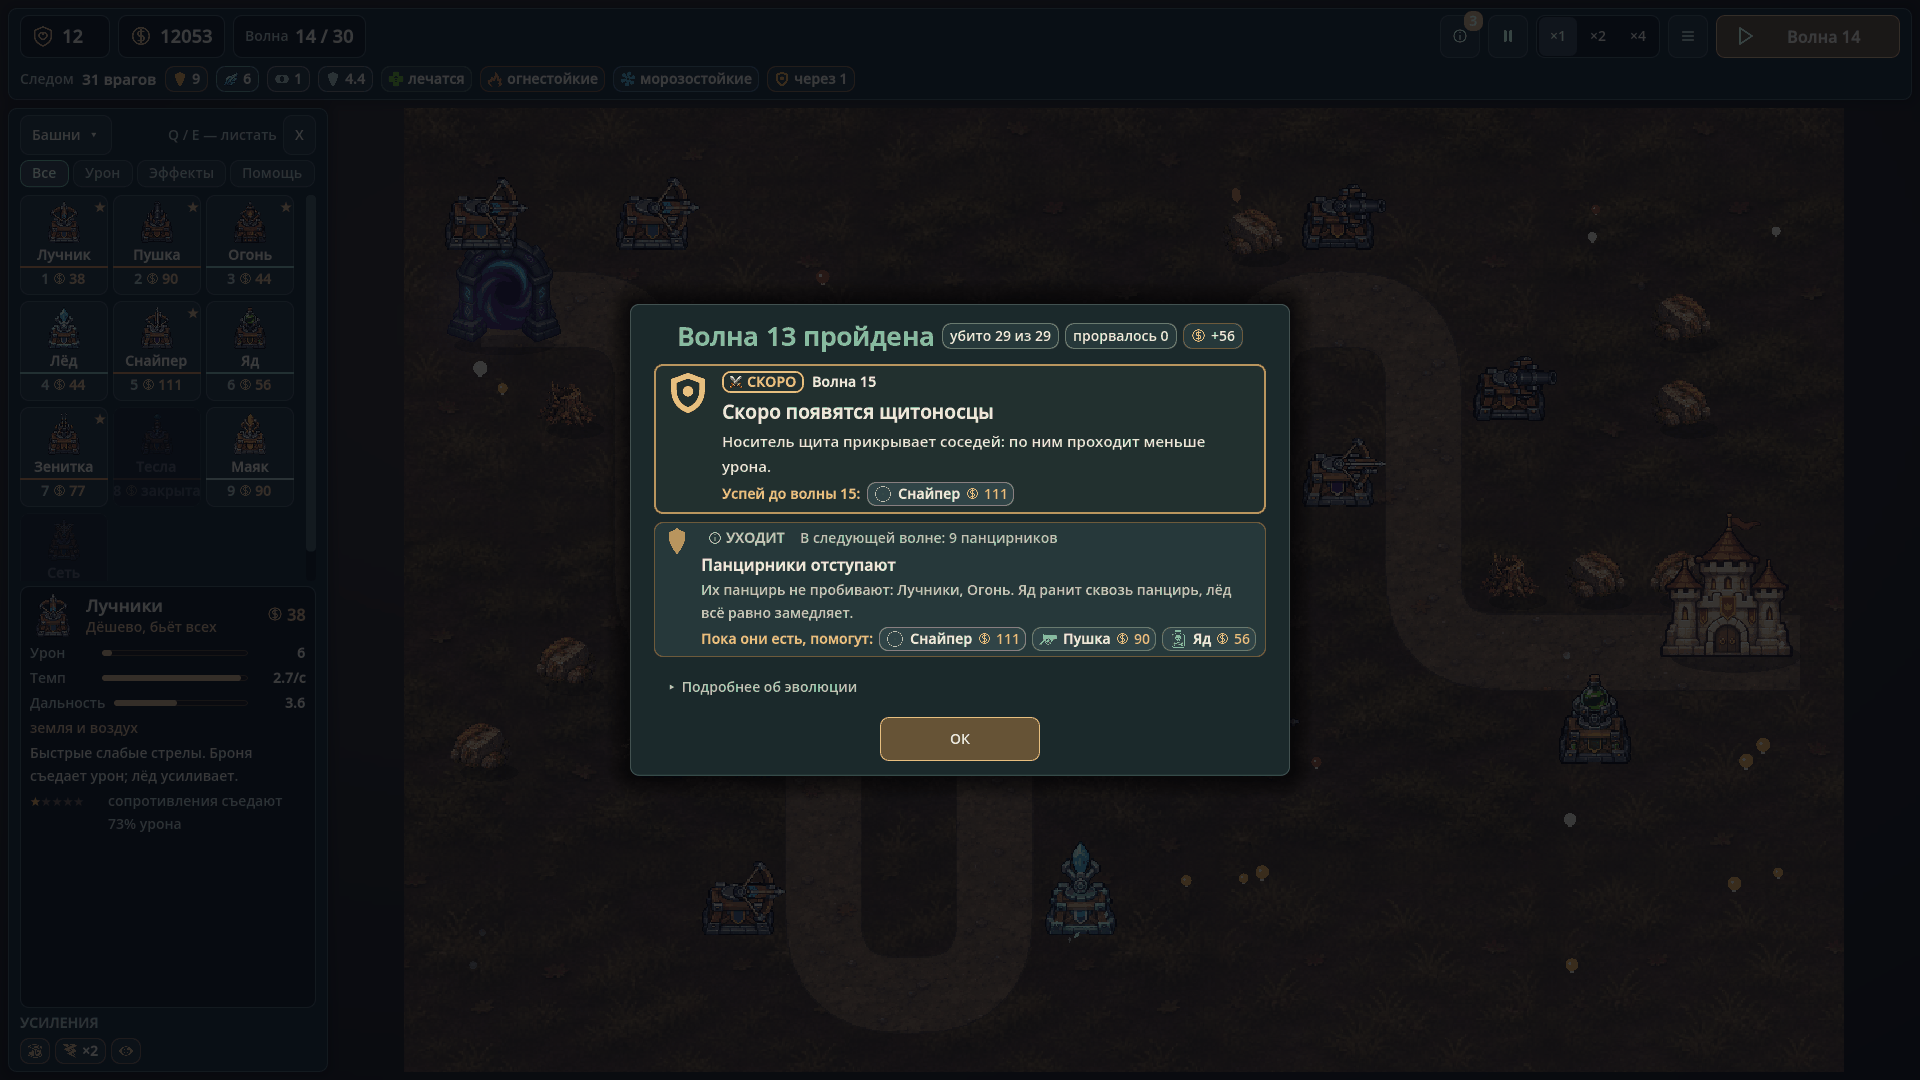 12
12053
Волна 14 / 30
3
×1
×2
×4
Волна 14
Следом 31 врагов
9
6
1
4.4
лечатся
огнестойкие
морозостойкие
через 1
Башни
Q / E — листать
X
Все
Урон
Эффекты
Помощь
Лучник
Пушка
Огонь
1 38
2 90
3 44
Лёд
Снайпер
Яд
4 44
5 111
6 56
Зенитка
Тесла
Маяк
7 77
8 закрыта
9 90
Сеть
Лучники
38
Дёшево, бьёт всех
Урон 6
Темп 2.7/с
Дальность 3.6
земля и воздух
Быстрые слабые стрелы. Броня
съедает урон; лёд усиливает.
сопротивления съедают
73% урона
УСИЛЕНИЯ
×2
Волна 13 пройдена
убито 29 из 29
прорвалось 0
+56
СКОРО
Волна 15
Скоро появятся щитоносцы
Носитель щита прикрывает соседей: по ним проходит меньше
урона.
Успей до волны 15:
Снайпер 111
УХОДИТ
В следующей волне: 9 панцирников
Панцирники отступают
Их панцирь не пробивают: Лучники, Огонь. Яд ранит сквозь панцирь, лёд
всё равно замедляет.
Пока они есть, помогут:
Снайпер 111
Пушка 90
Яд 56
Подробнее об эволюции
ОК